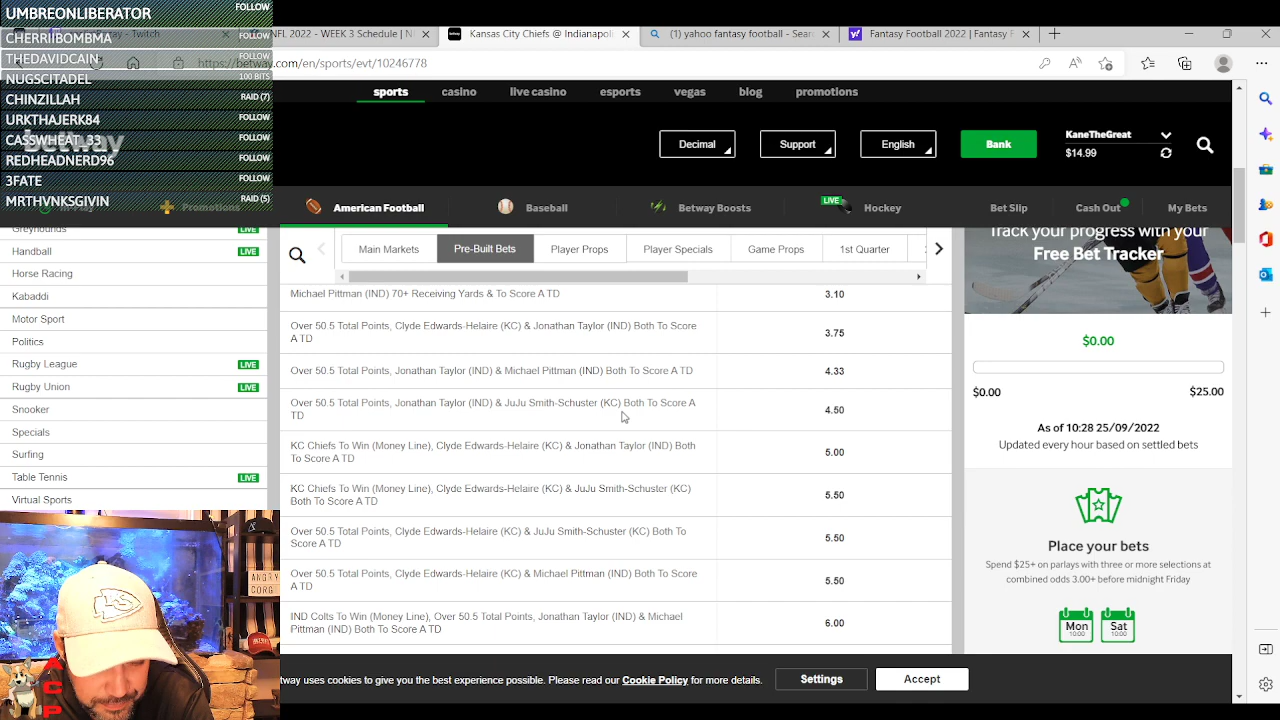 UMBREONLIBERATOR FOLLOW
CHERRIIBOMBMA FOLLOW
THEDAVIDCAIN FOLLOW
NUGSCITADEL 100 BITS
CHINZILLAH RAID (7)
URKTHAJERK84 FOLLOW
CASSWHEAT_33 FOLLOW
REDHEADNERD96 FOLLOW
3FATE FOLLOW
MRTHVNKSGIVIN RAID (5)
- Twitch
NFL 2022 - WEEK 3 Schedule | N
Kansas City Chiefs @ Indianapoli
(1) yahoo fantasy football - Searc
Fantasy Football 2022 | Fantasy F
https://betway.com/en/sports/evt/10246778
sports casino live casino esports vegas blog promotions
betway
Decimal Support English Bank
KaneTheGreat
$14.99
Promotions
American Football Baseball Betway Boosts LIVE Hockey Bet Slip Cash Out My Bets
Greyhounds LIVE
Handball LIVE
Horse Racing
Kabaddi
Motor Sport
Politics
Rugby League LIVE
Rugby Union LIVE
Snooker
Specials
Surfing
Table Tennis LIVE
Virtual Sports
Main Markets Pre-Built Bets Player Props Player Specials Game Props 1st Quarter
Michael Pittman (IND) 70+ Receiving Yards & To Score A TD 3.10
Over 50.5 Total Points, Clyde Edwards-Helaire (KC) & Jonathan Taylor (IND) Both To Score
A TD 3.75
Over 50.5 Total Points, Jonathan Taylor (IND) & Michael Pittman (IND) Both To Score A TD 4.33
Over 50.5 Total Points, Jonathan Taylor (IND) & JuJu Smith-Schuster (KC) Both To Score A
TD 4.50
KC Chiefs To Win (Money Line), Clyde Edwards-Helaire (KC) & Jonathan Taylor (IND) Both
To Score A TD 5.00
KC Chiefs To Win (Money Line), Clyde Edwards-Helaire (KC) & JuJu Smith-Schuster (KC)
Both To Score A TD 5.50
Over 50.5 Total Points, Clyde Edwards-Helaire (KC) & JuJu Smith-Schuster (KC) Both To
Score A TD 5.50
Over 50.5 Total Points, Clyde Edwards-Helaire (KC) & Michael Pittman (IND) Both To Score
A TD 5.50
IND Colts To Win (Money Line), Over 50.5 Total Points, Jonathan Taylor (IND) & Michael
Pittman (IND) Both To Score A TD 6.00
Track your progress with your
Free Bet Tracker
$0.00
$0.00 $25.00
As of 10:28 25/09/2022
Updated every hour based on settled bets
Place your bets
Spend $25+ on parlays with three or more selections at
combined odds 3.00+ before midnight Friday
Mon Sat
10:00 10:00
tway uses cookies to give you the best experience possible. Please read our Cookie Policy for more details.
Settings Accept